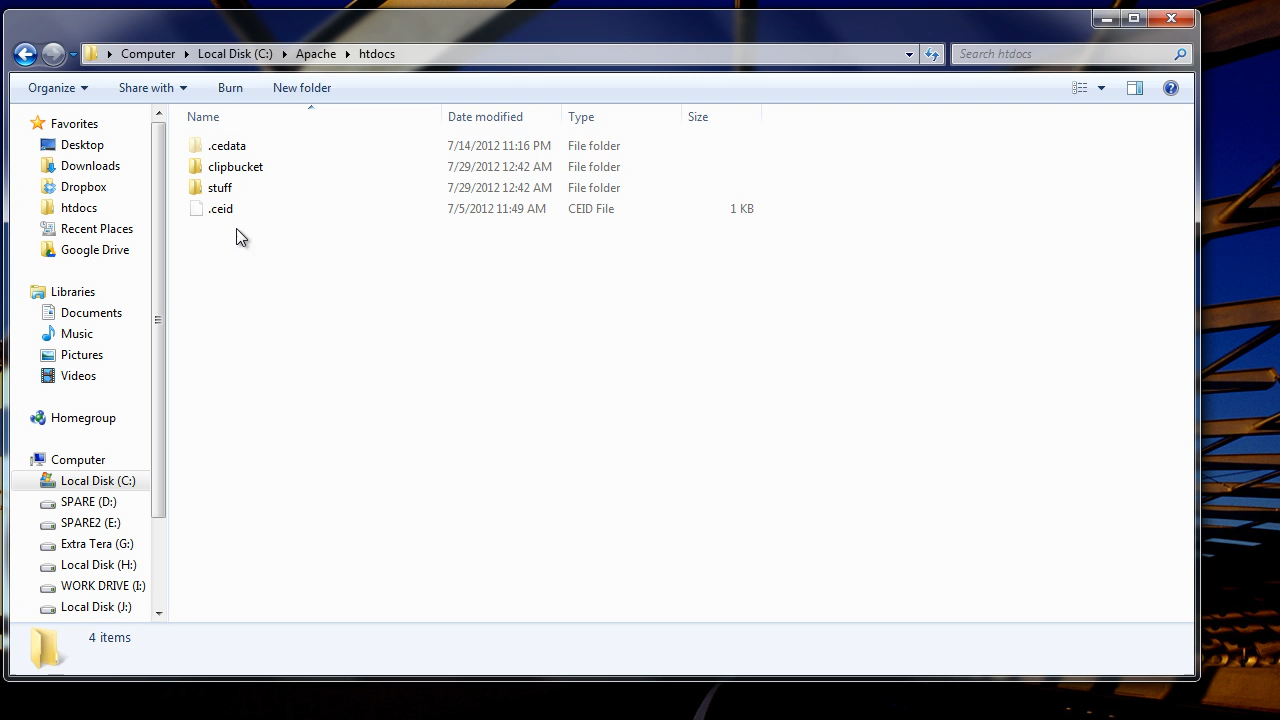 Computer Local Disk (C:) Apache htdocs
Search htdocs
Organize Share with Burn New folder
Name Date modified Type Size
.cedata 7/14/2012 11:16 PM File folder
clipbucket 7/29/2012 12:42 AM File folder
stuff 7/29/2012 12:42 AM File folder
.ceid 7/5/2012 11:49 AM CEID File 1 KB
Favorites
Desktop
Downloads
Dropbox
htdocs
Recent Places
Google Drive
Libraries
Documents
Music
Pictures
Videos
Homegroup
Computer
Local Disk (C:)
SPARE (D:)
SPARE2 (E:)
Extra Tera (G:)
Local Disk (H:)
WORK DRIVE (I:)
Local Disk (J:)
4 items